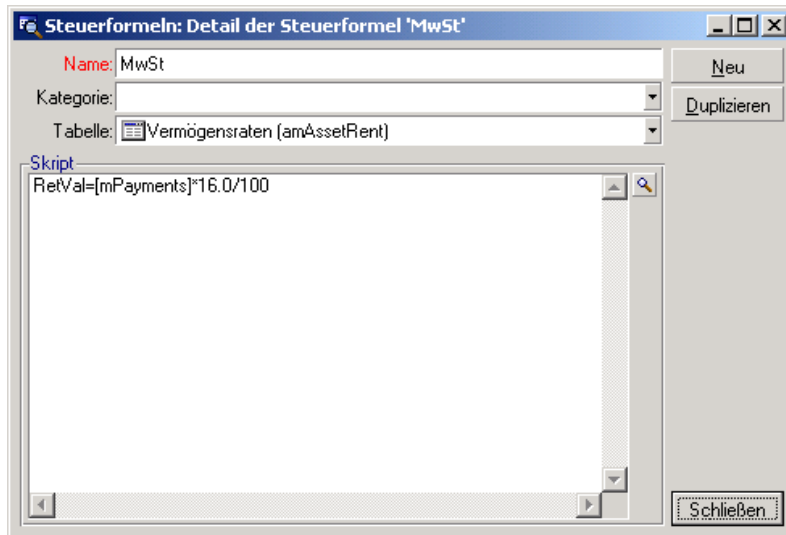 Steuerformeln: Detail der Steuerformel 'MwSt'
Name: MwSt
Neu
Kategorie:
Duplizieren
Tabelle: Vermögensraten (amAssetRent)
Skript
RetVal=[mPayments]*16.0/100
Schließen